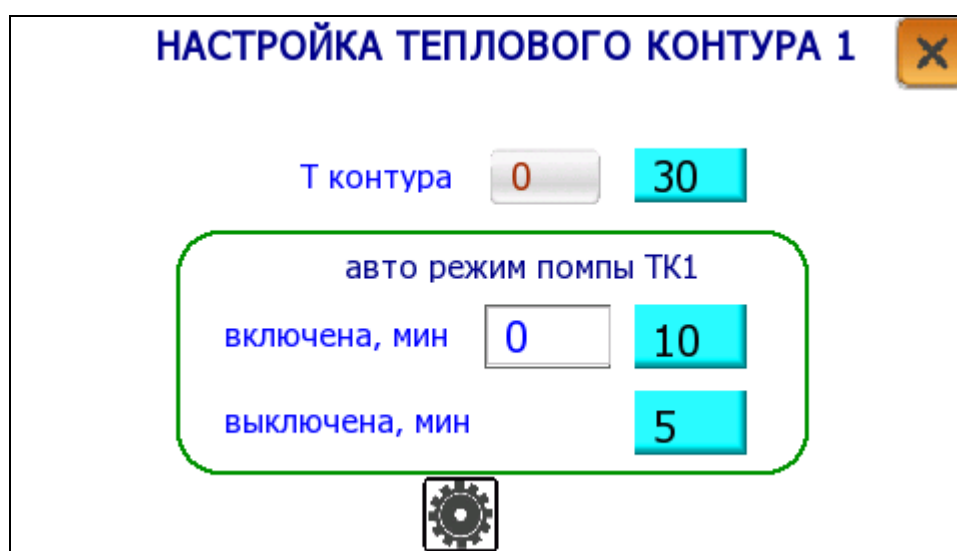 НАСТРОЙКА ТЕПЛОВОГО КОНТУРА 1
Т контура 0 30
авто режим помпы ТК1
включена, мин 0 10
выключена, мин 5